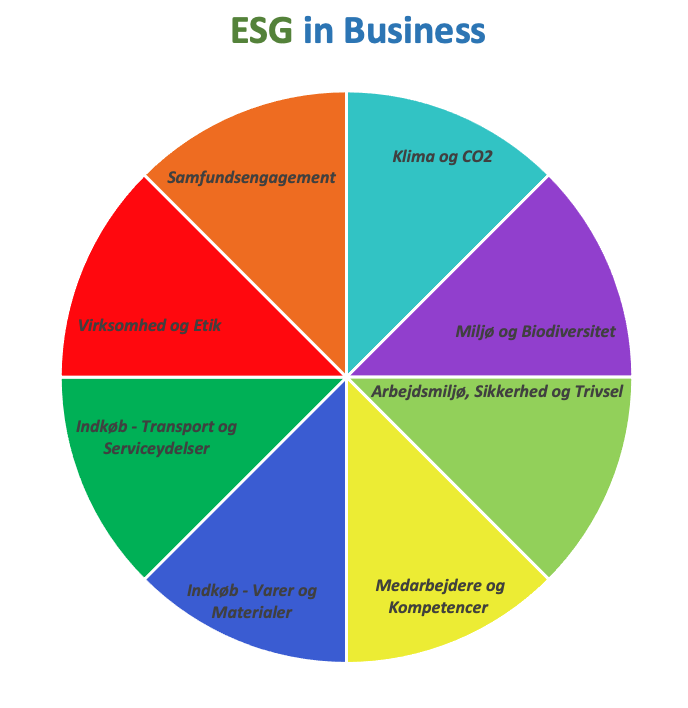 ESG in Business
Klima og CO2
Samfundsengagement
Virksomhed og Etik
Miljø og Biodiversitet
Arbejdsmiljø, Sikkerhed og Trivsel
Indkøb - Transport og
Serviceydelser
Medarbejdere og
Kompetencer
Indkøb - Varer og
Materialer